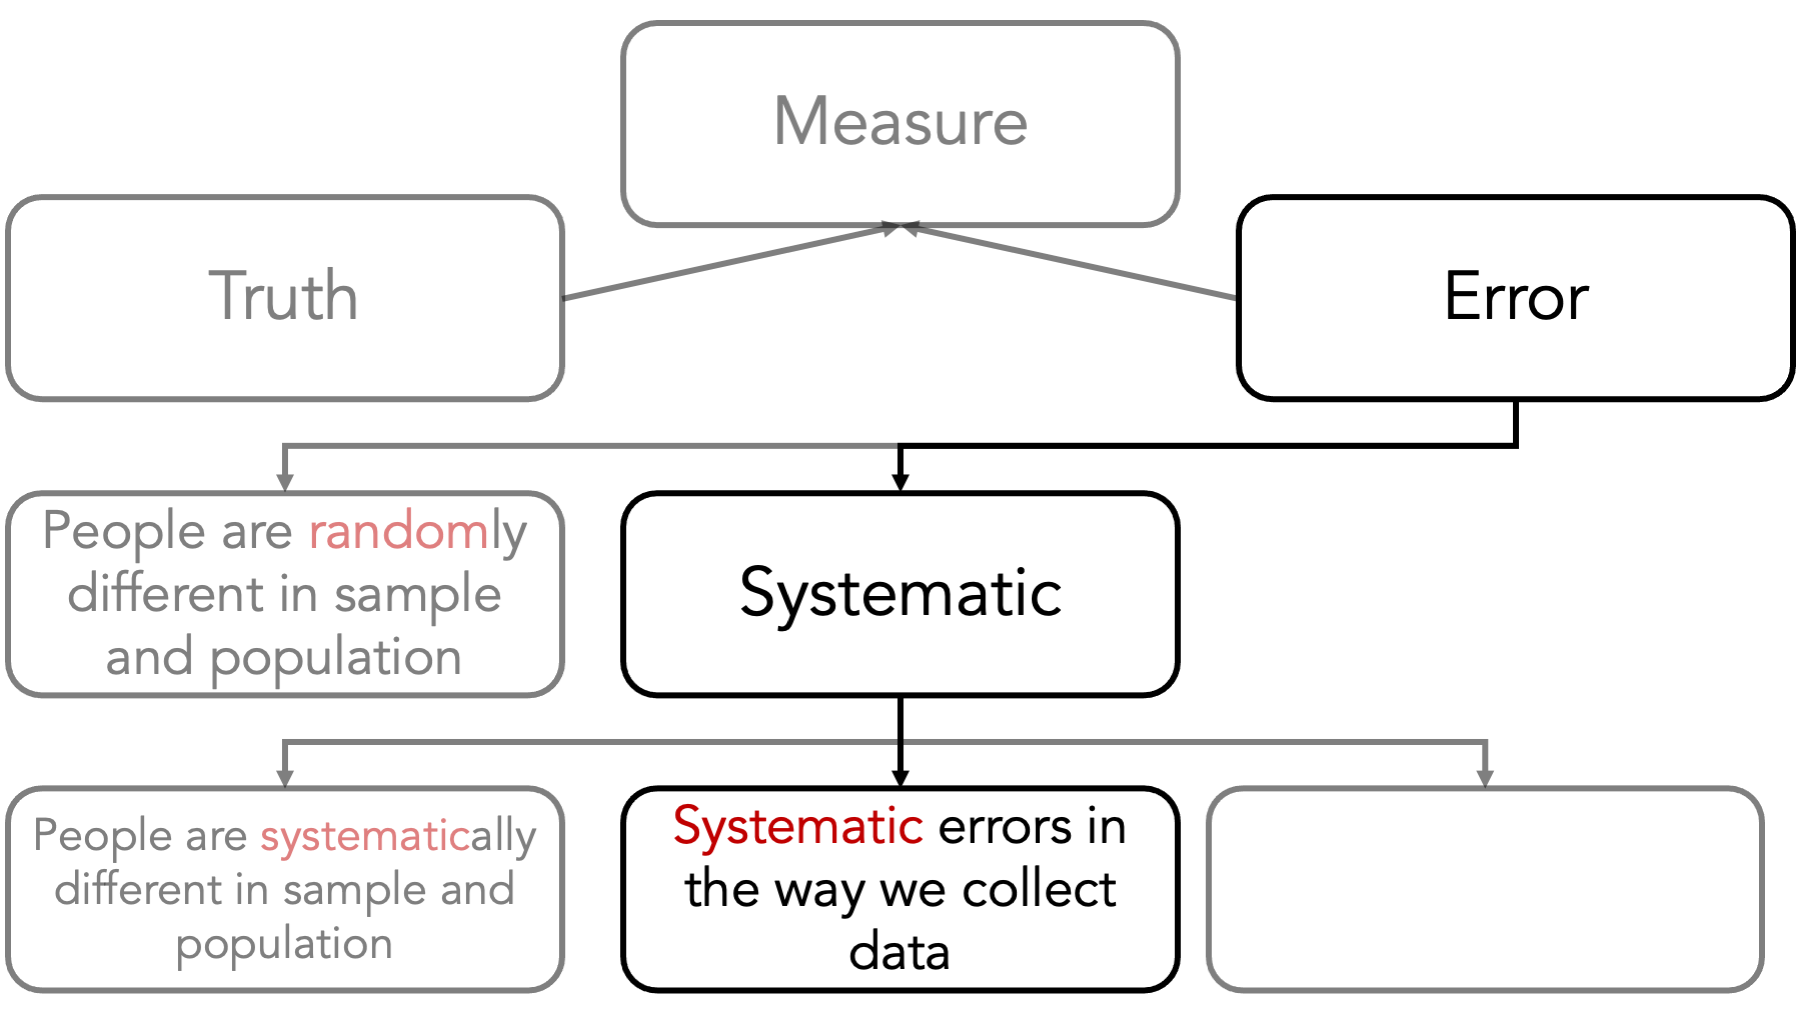 Measure
Truth
Error
People are randomly
different in sample
and population
Systematic
People are systematically
different in sample and
population
Systematic errors in
the way we collect
data